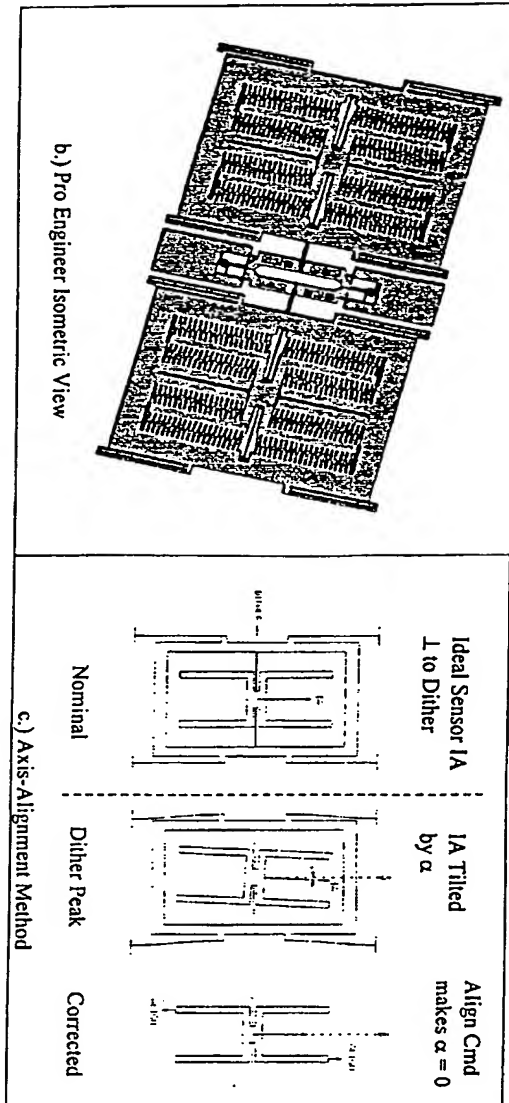 b.) Pro Engineer Isometric View
Ideal Sensor IA
⊥ to Dither
IA Tilted
by α
Align Cmd
makes α = 0
Nominal
Dither Peak
Corrected
c.) Axis-Alignment Method